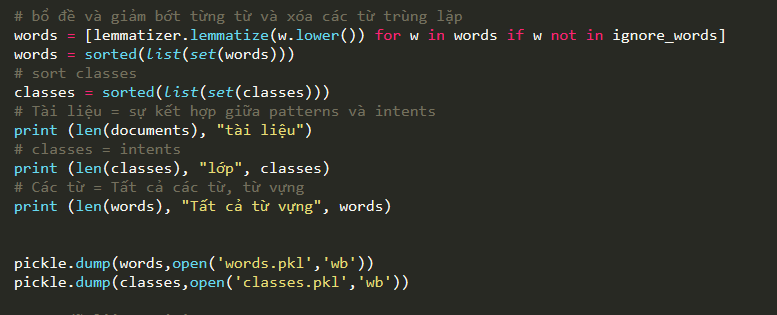 # bổ đề và giảm bớt từng từ và xóa các từ trùng lặp
words = [lemmatizer.lemmatize(w.lower()) for w in words if w not in ignore_words]
words = sorted(list(set(words)))
# sort classes
classes = sorted(list(set(classes)))
# Tài liệu = sự kết hợp giữa patterns và intents
print (len(documents), "tài liệu")
# classes = intents
print (len(classes), "lớp", classes)
# Các từ = Tất cả các từ, từ vựng
print (len(words), "Tất cả từ vựng", words)
pickle.dump(words,open('words.pkl','wb'))
pickle.dump(classes,open('classes.pkl','wb'))